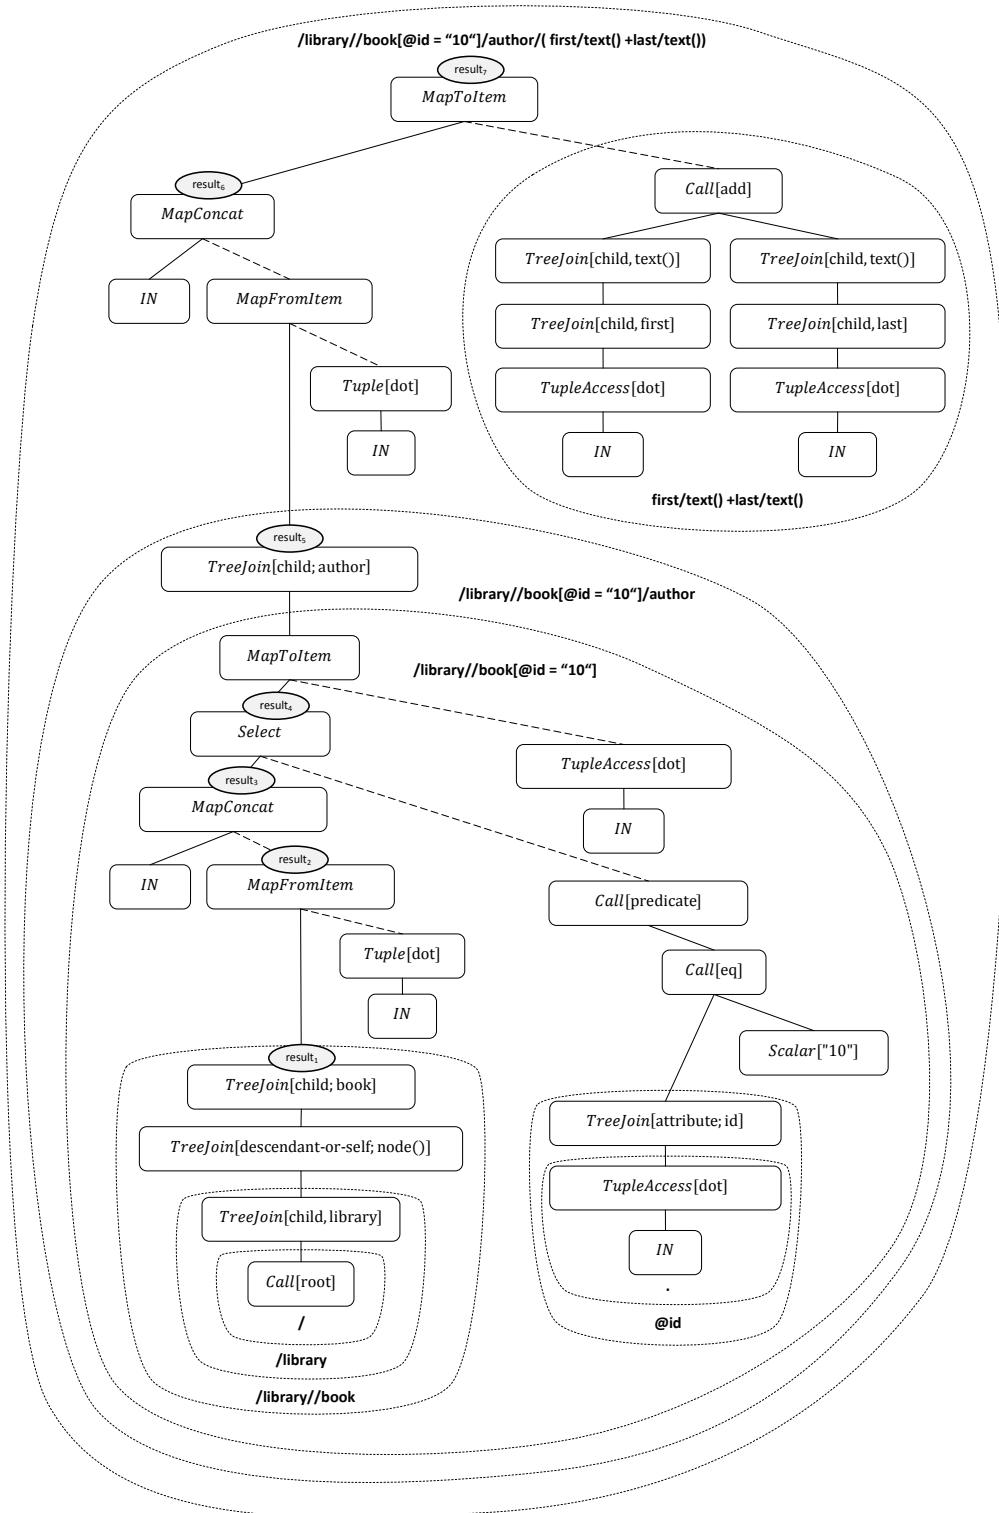 /library//book[@id = “10“]/author/( first/text() +last/text())
result₇
MapToItem
result₆
MapConcat
Call[add]
TreeJoin[child, text()]
TreeJoin[child, text()]
IN
MapFromItem
TreeJoin[child, first]
TreeJoin[child, last]
Tuple[dot]
TupleAccess[dot]
TupleAccess[dot]
IN
IN
IN
first/text() +last/text()
result₅
TreeJoin[child; author]
/library//book[@id = “10“]/author
MapToItem
/library//book[@id = “10“]
result₄
Select
TupleAccess[dot]
result₃
MapConcat
IN
result₂
IN
MapFromItem
Call[predicate]
Tuple[dot]
Call[eq]
IN
Scalar["10"]
result₁
TreeJoin[child; book]
TreeJoin[attribute; id]
TreeJoin[descendant-or-self; node()]
TupleAccess[dot]
TreeJoin[child, library]
IN
Call[root]
.
/
@id
/library
/library//book